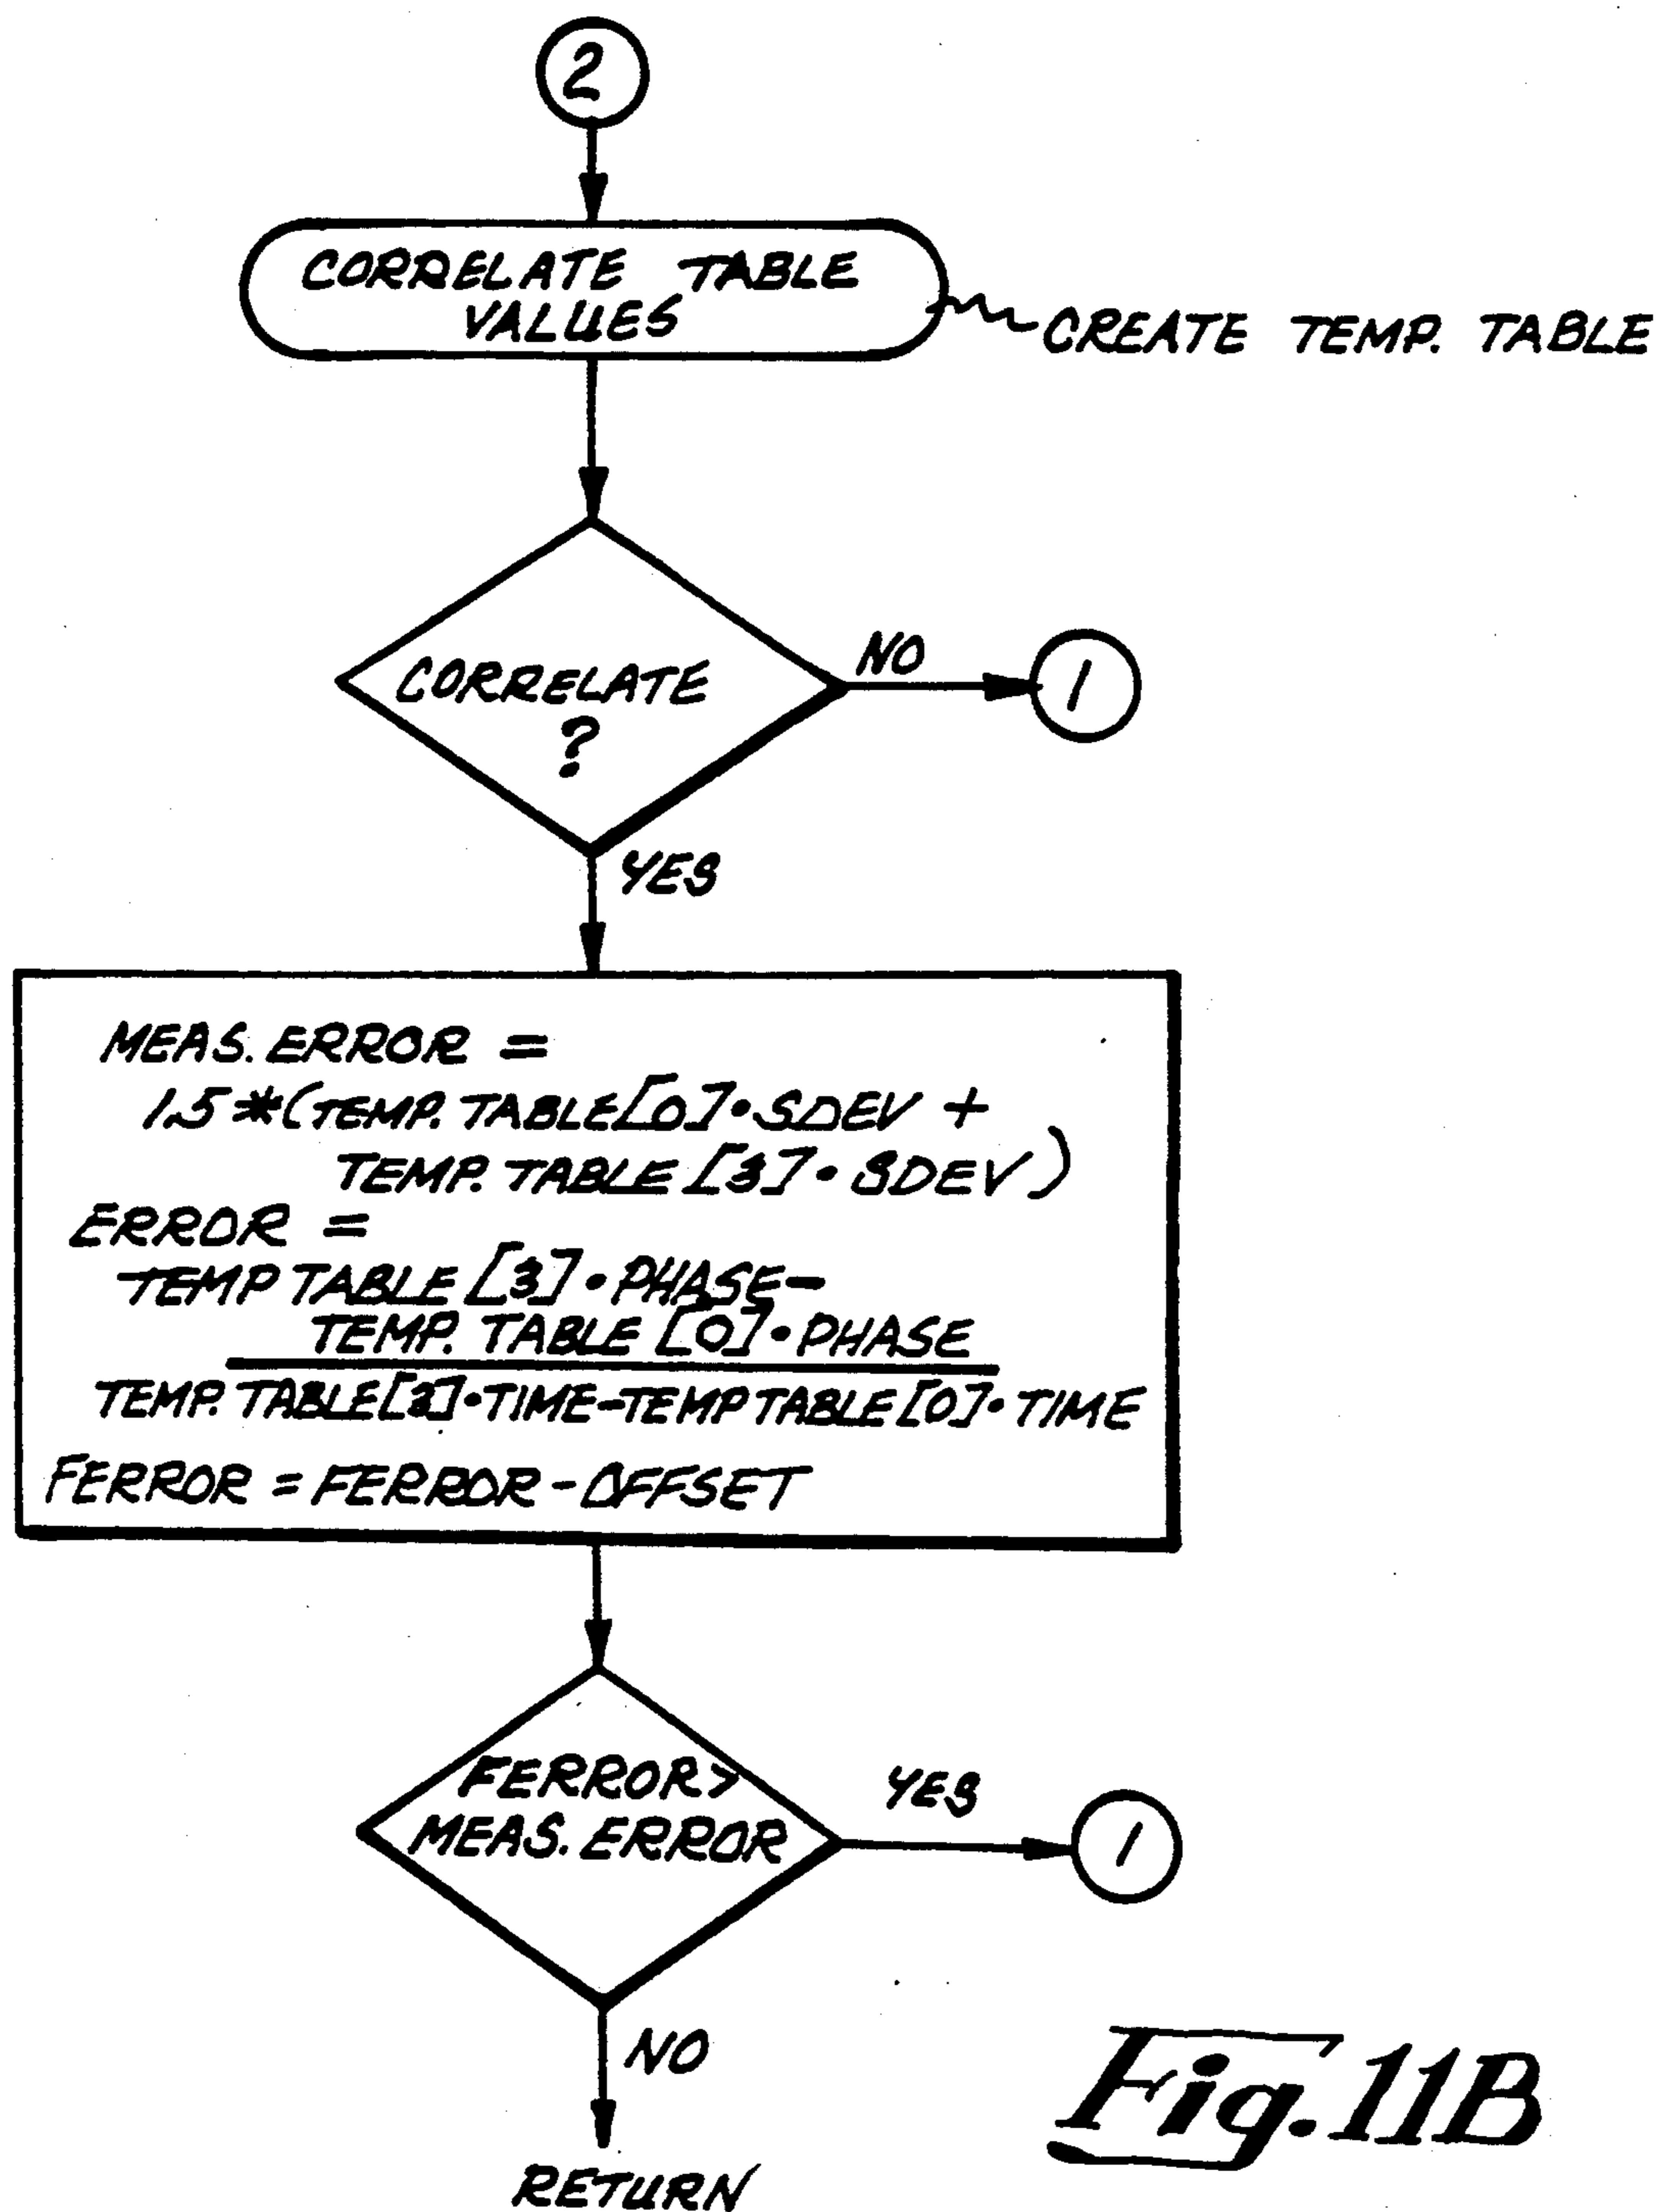 2
CORRELATE TABLE
VALUES
CREATE TEMP. TABLE
CORRELATE
?
NO
1
YES
MEAS. ERROR =
1.5*(TEMP. TABLE[0]•SDEV +
TEMP. TABLE [3]•SDEV)
ERROR =
TEMP TABLE [3]•PHASE-
TEMP. TABLE [0]•PHASE
TEMP. TABLE[3]•TIME-TEMP TABLE[0]•TIME
FERROR = FERROR-OFFSET
FERROR>
MEAS. ERROR
YES
1
NO
RETURN
Fig. 11B